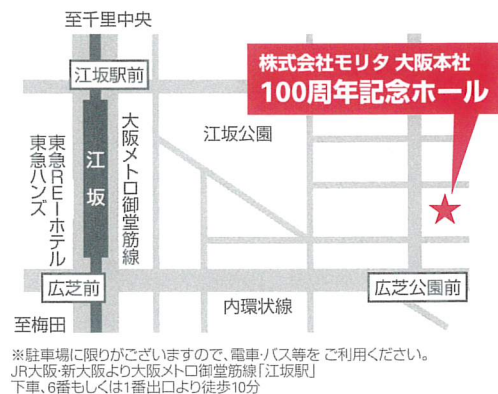 至千里中央
江坂駅前
株式会社モリタ 大阪本社
100周年記念ホール
江坂公園
大阪メトロ御堂筋線
江坂
東急REIホテル
東急ハンズ
広芝前
広芝公園前
内環状線
至梅田
※駐車場に限りがございますので、電車・バス等を ご利用ください。
JR大阪・新大阪より大阪メトロ御堂筋線「江坂駅」
下車、6番もしくは1番出口より徒歩10分